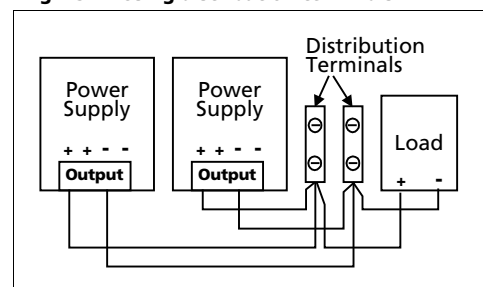 Distribution
Terminals
Power
Supply
+ + - -
Output
Power
Supply
+ + - -
Output
Load
+ -